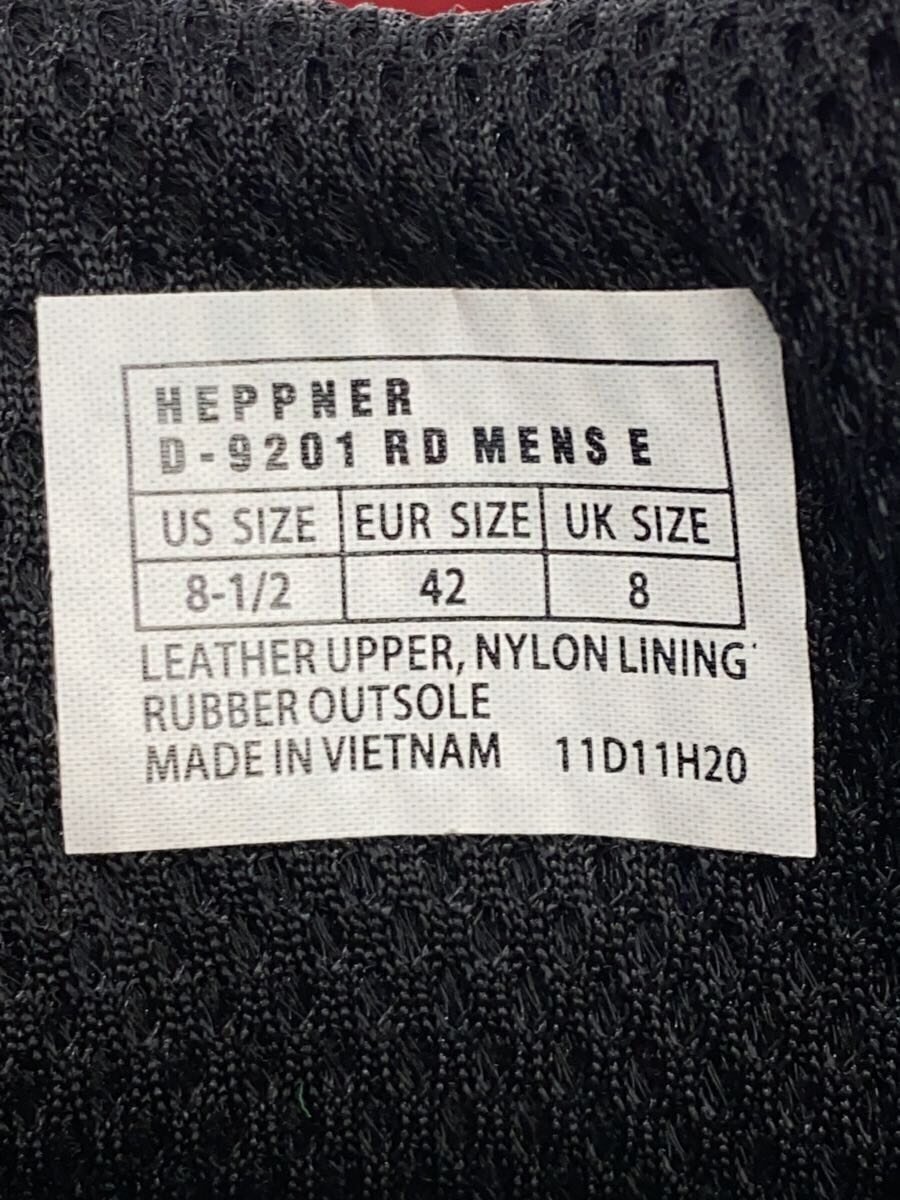 HEPPNER
D-9201 RD MENS E
US SIZE EUR SIZE UK SIZE
8-1/2 42 8
LEATHER UPPER, NYLON LINING
RUBBER OUTSOLE
MADE IN VIETNAM 11D11H20